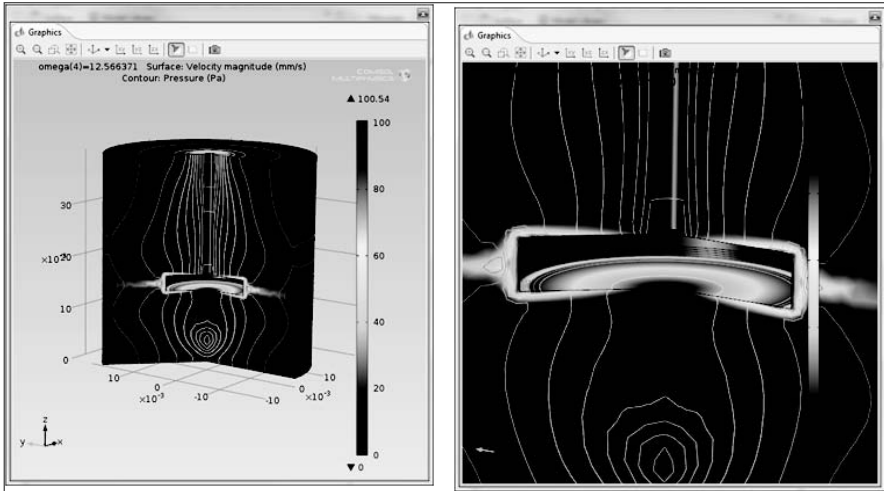 Graphics
omega(4)=12.566371 Surface: Velocity magnitude (mm/s)
Contour: Pressure (Pa)
COMSOL
MULTIPHYSICS
▲ 100.54
100
80
60
40
20
0
▼ 0
30
×10⁻³ 20
10
0
10
0
×10⁻³
-10
10
0
×10⁻³
-10
z
y
x
Graphics